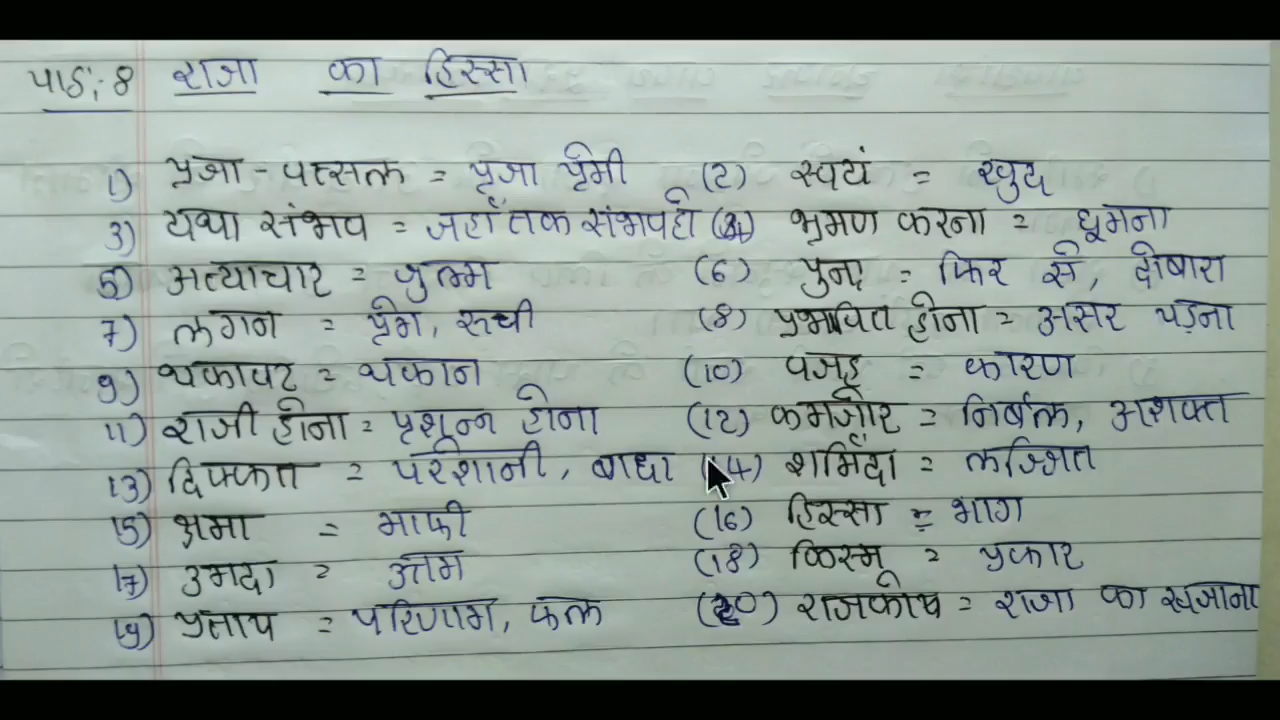 पाठ: 8 राजा का हिस्सा
1) प्रजा - वत्सल = प्रजा प्रेमी (2) स्वयं = खुद
3) यथा संभव = जहाँ तक संभव हो (4) भ्रमण करना = घूमना
5) अत्याचार = जुल्म (6) पुनः = फिर से, दोबारा
7) लगन = प्रेम, रूची (8) प्रभावित होना = असर पड़ना
9) थकावट = थकान (10) वजह = कारण
11) राजी होना = प्रशन्न होना (12) कमजोर = निर्बल, अशक्त
13) दिक्कत = परेशानी, बाधा (14) शर्मिंदा = लज्जित
15) क्षमा = माफी (16) हिस्सा = भाग
17) उमदा = उत्तम (18) किस्म = प्रकार
19) प्रताप = परिणाम, फल (20) राजकोष = राजा का खजाना